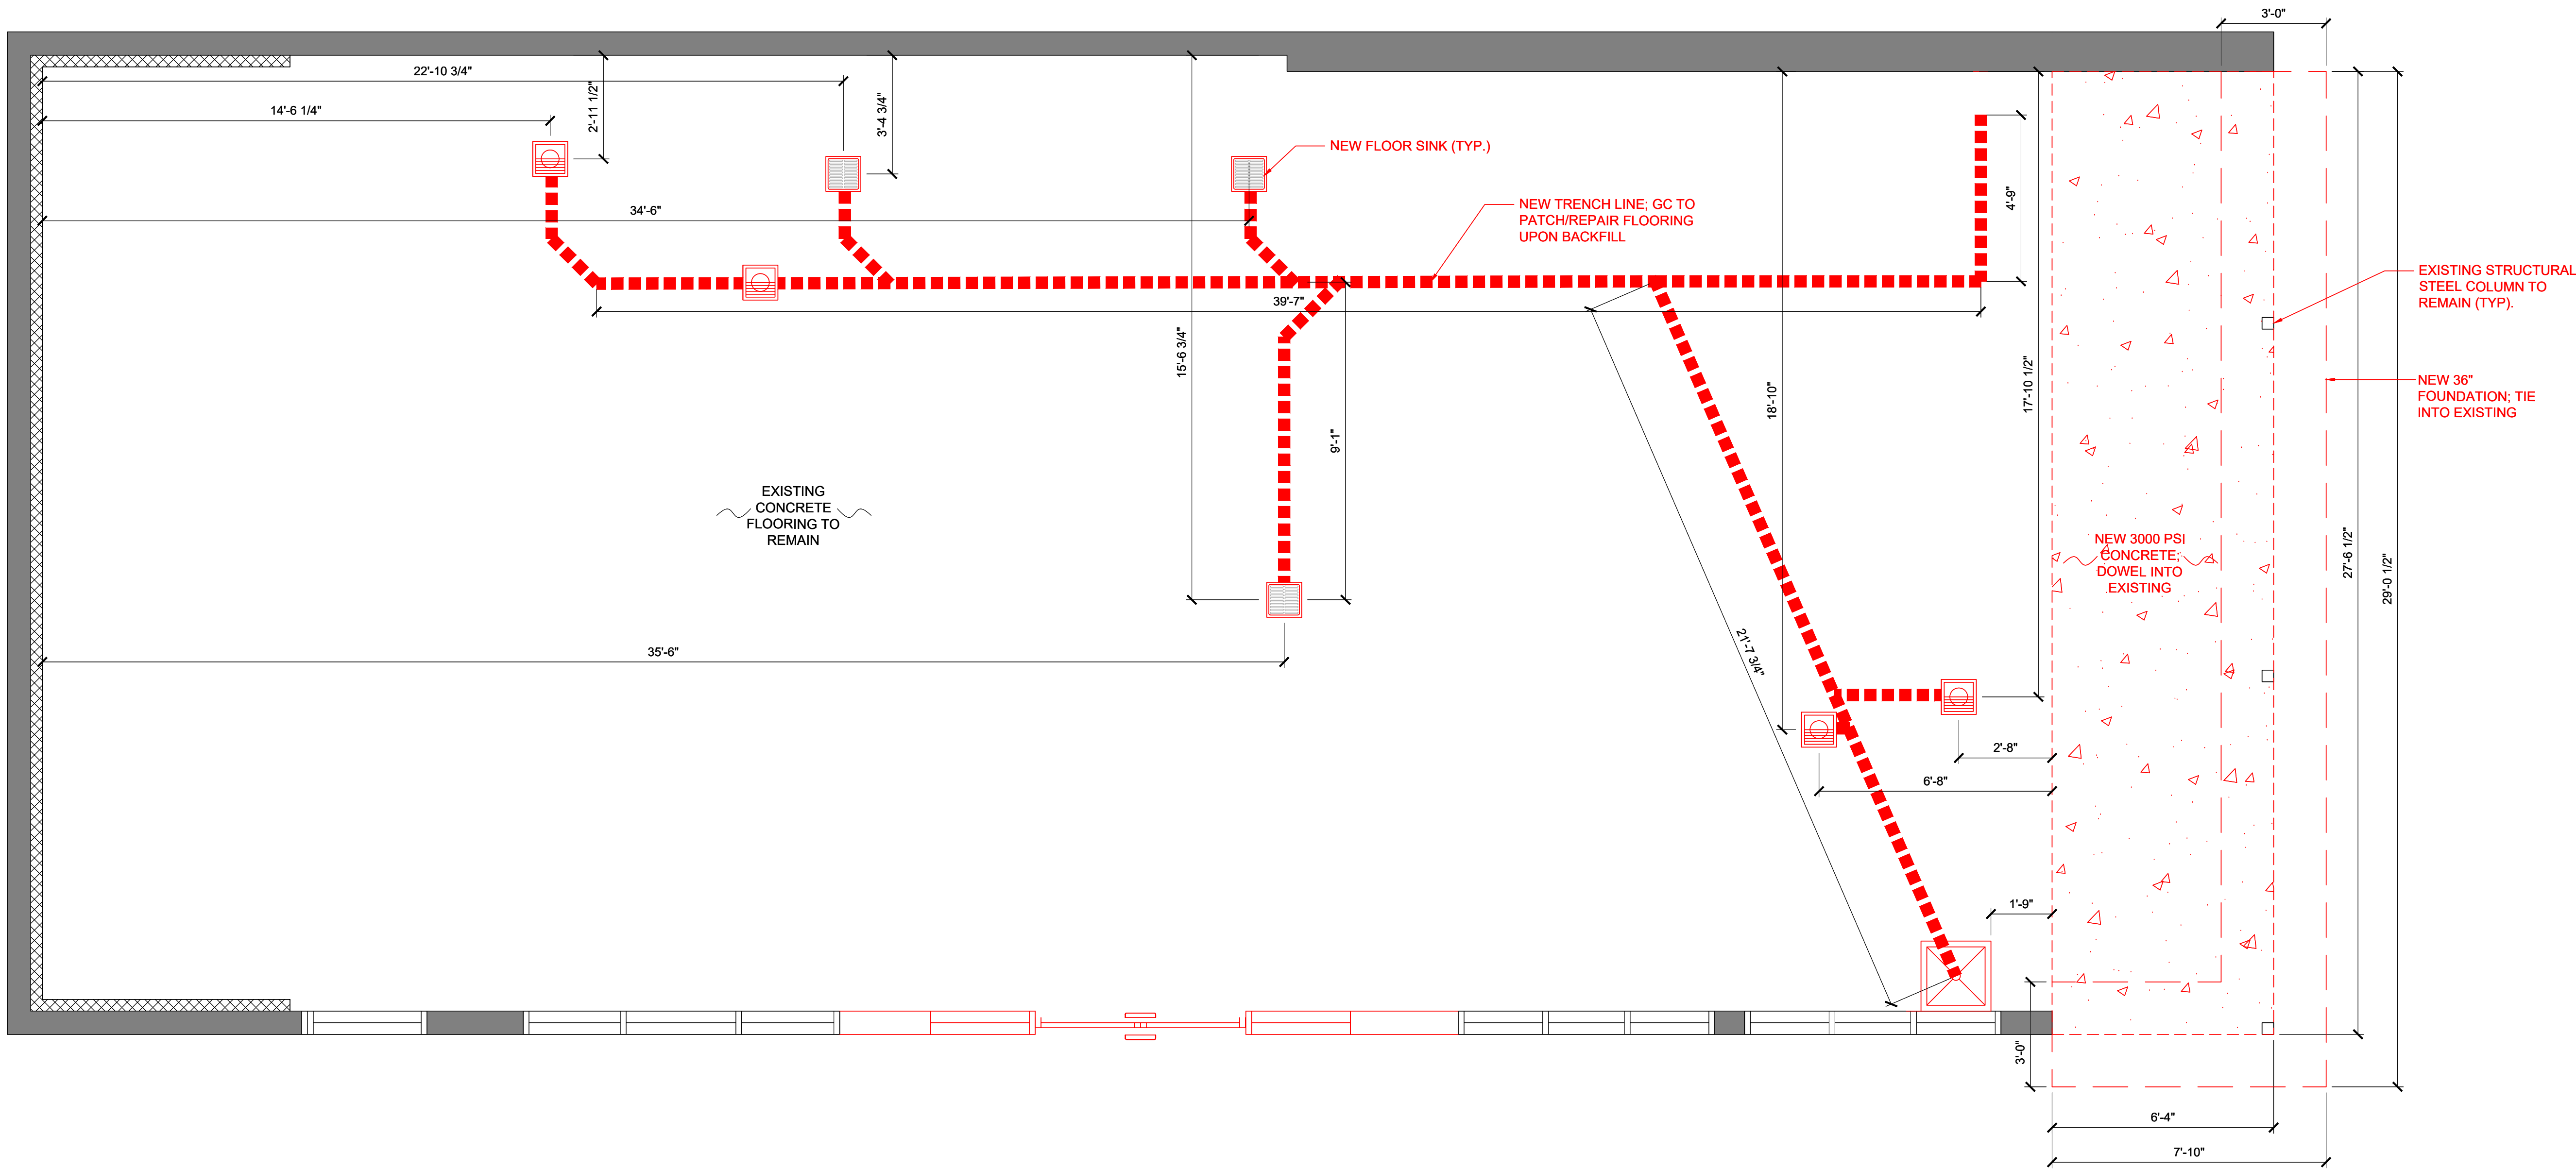 3'-0"
22'-10 3/4"
14'-6 1/4"
2'-11 1/2"
3'-4 3/4"
NEW FLOOR SINK (TYP.)
34'-6"
NEW TRENCH LINE; GC TO
PATCH/REPAIR FLOORING
UPON BACKFILL
4'-9"
EXISTING STRUCTURAL
STEEL COLUMN TO
REMAIN (TYP).
39'-7"
15'-6 3/4"
9'-1"
18'-10"
17'-10 1/2"
NEW 36"
FOUNDATION; TIE
INTO EXISTING
EXISTING
CONCRETE
FLOORING TO
REMAIN
NEW 3000 PSI
CONCRETE;
DOWEL INTO
EXISTING
27'-6 1/2"
29'-0 1/2"
35'-6"
21'-7 3/4"
2'-8"
6'-8"
1'-9"
3'-0"
6'-4"
7'-10"